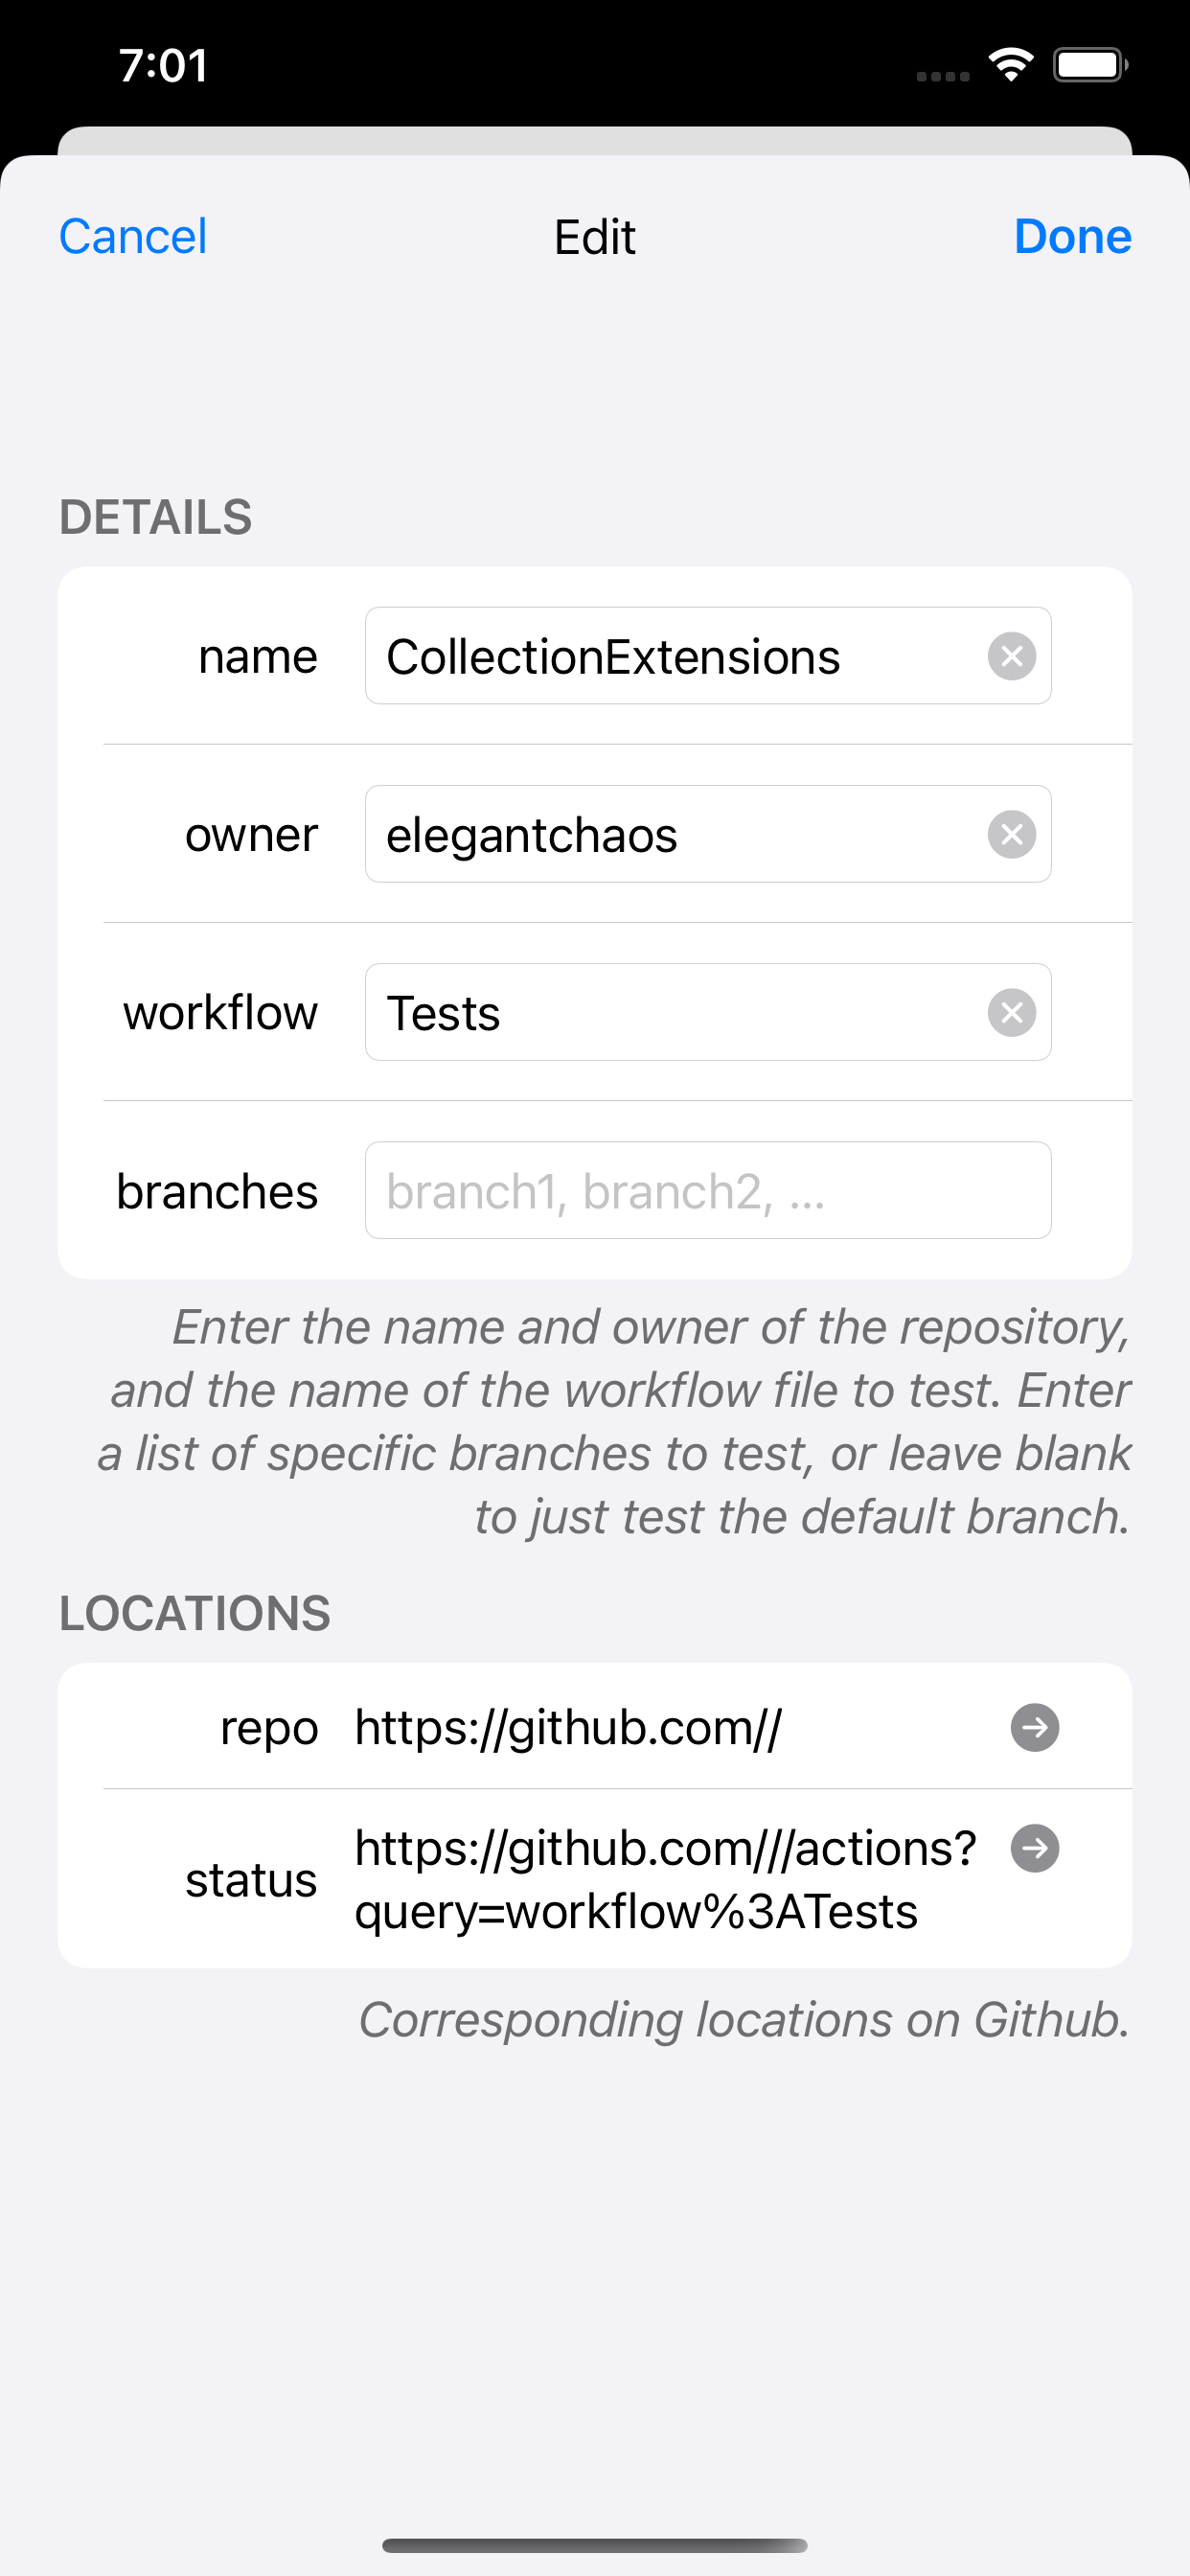 7:01
Cancel Edit Done
DETAILS
name CollectionExtensions
owner elegantchaos
workflow Tests
branches branch1, branch2, ...
Enter the name and owner of the repository,
and the name of the workflow file to test. Enter
a list of specific branches to test, or leave blank
to just test the default branch.
LOCATIONS
repo https://github.com//
status https://github.com///actions?
query=workflow%3ATests
Corresponding locations on Github.